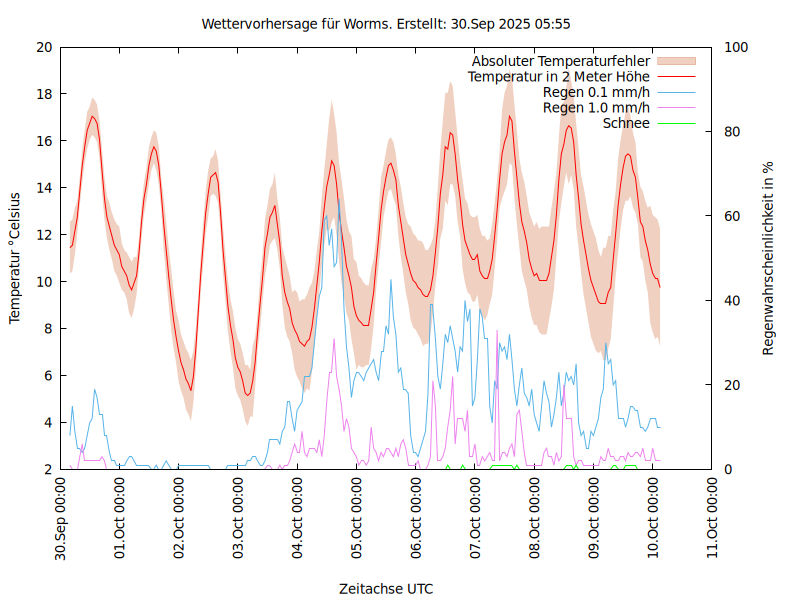 Wettervorhersage für Worms. Erstellt: 30.Sep 2025 05:55
20
18
16
14
12
10
8
6
4
2
100
80
60
40
20
0
Absoluter Temperaturfehler
Temperatur in 2 Meter Höhe
Regen 0.1 mm/h
Regen 1.0 mm/h
Schnee
Temperatur °Celsius
Regenwahrscheinlichkeit in %
30.Sep 00:00
01.Oct 00:00
02.Oct 00:00
03.Oct 00:00
04.Oct 00:00
05.Oct 00:00
06.Oct 00:00
07.Oct 00:00
08.Oct 00:00
09.Oct 00:00
10.Oct 00:00
11.Oct 00:00
Zeitachse UTC